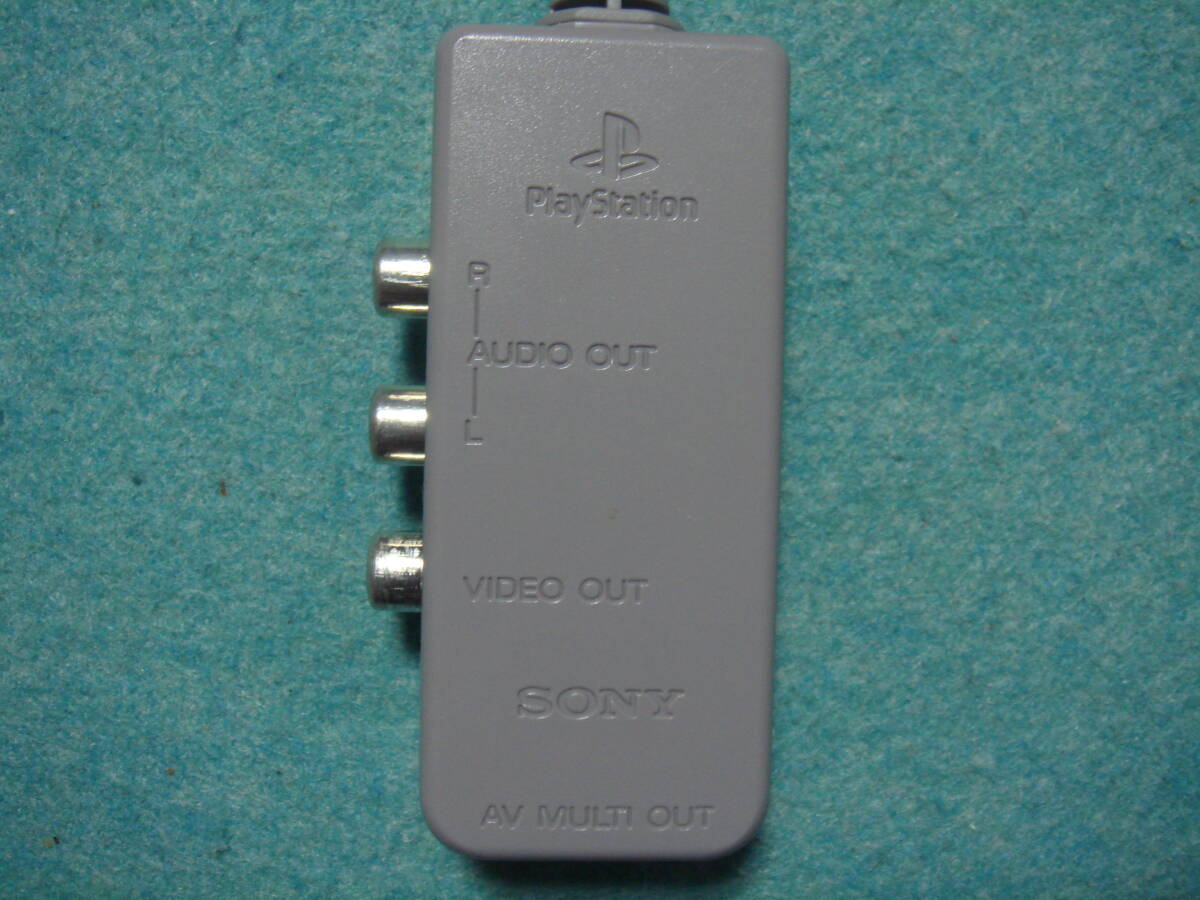 PlayStation
R
AUDIO OUT
L
VIDEO OUT
SONY
AV MULTI OUT